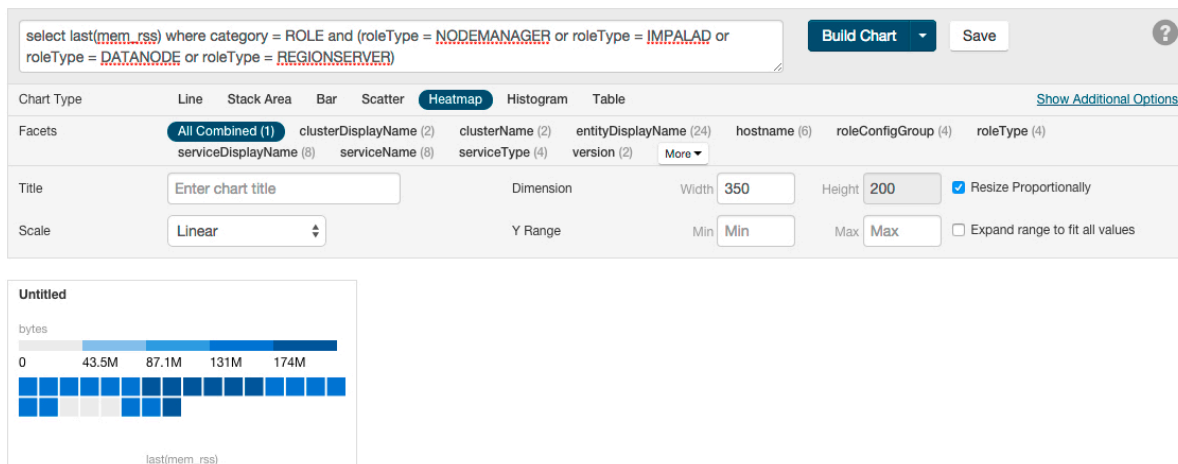 select last(mem_rss) where category = ROLE and (roleType = NODEMANAGER or roleType = IMPALAD or
roleType = DATANODE or roleType = REGIONSERVER)
Build Chart
Save
?
Chart Type Line Stack Area Bar Scatter Heatmap Histogram Table Show Additional Options
Facets All Combined (1) clusterDisplayName (2) clusterName (2) entityDisplayName (24) hostname (6) roleConfigGroup (4) roleType (4)
serviceDisplayName (8) serviceName (8) serviceType (4) version (2) More
Title Enter chart title Dimension Width 350 Height 200 Resize Proportionally
Scale Linear Y Range Min Min Max Max Expand range to fit all values
Untitled
bytes
0 43.5M 87.1M 131M 174M
last(mem_rss)